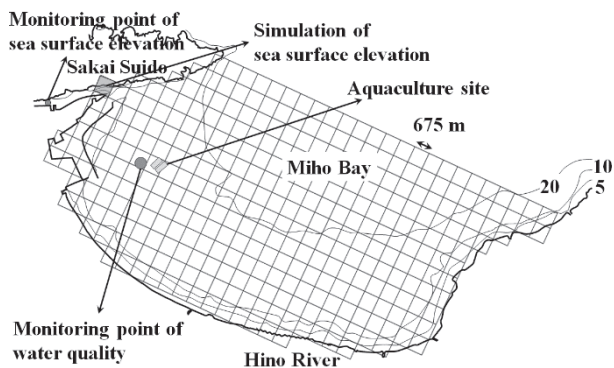 Monitoring point of
sea surface elevation
Sakai Suido
Simulation of
sea surface elevation
Aquaculture site
675 m
Miho Bay
20
10
5
Monitoring point of
water quality
Hino River